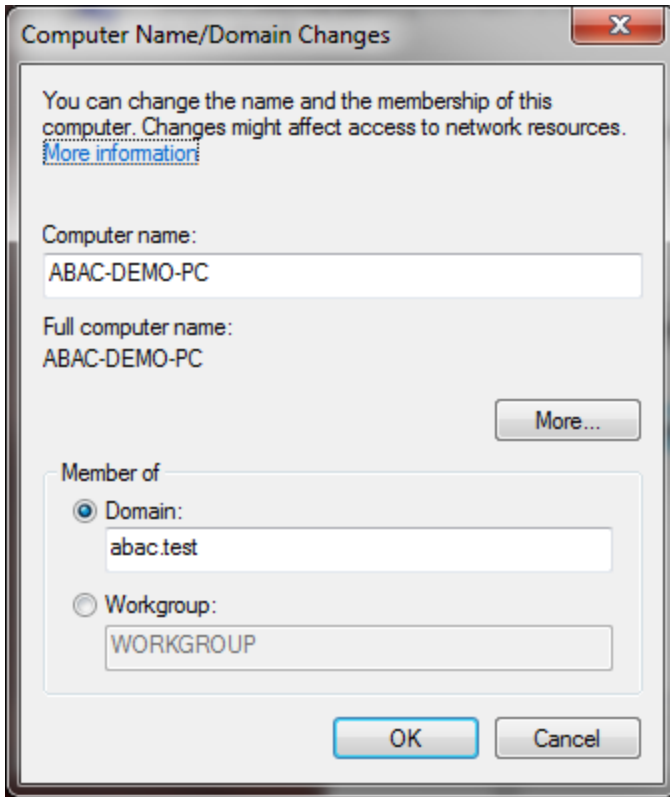 Computer Name/Domain Changes
You can change the name and the membership of this
computer. Changes might affect access to network resources.
More information
Computer name:
ABAC-DEMO-PC
Full computer name:
ABAC-DEMO-PC
More...
Member of
Domain:
abac.test
Workgroup:
WORKGROUP
OK Cancel